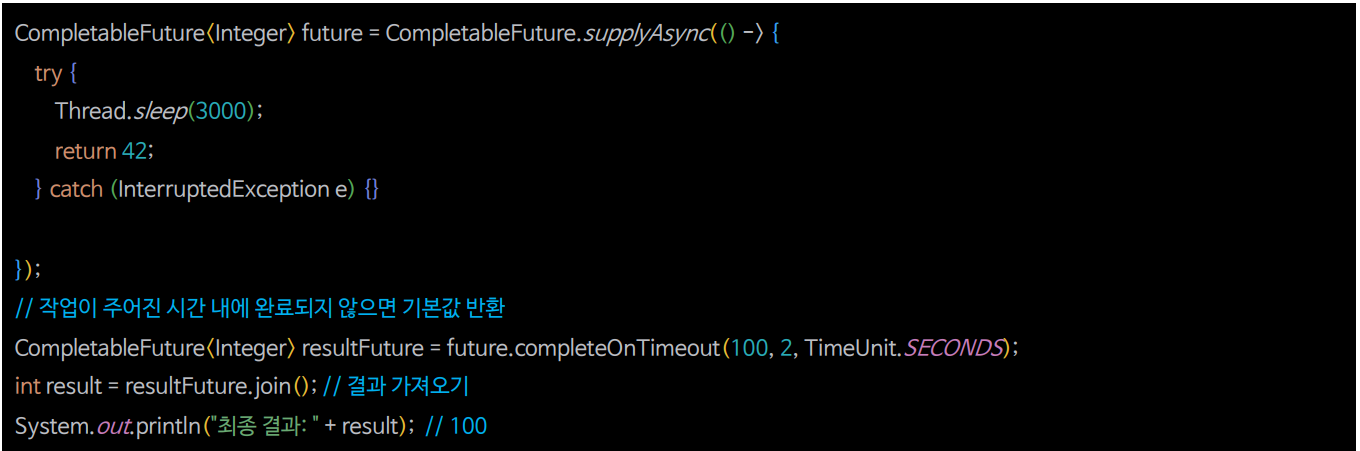 CompletableFuture<Integer> future = CompletableFuture.supplyAsync(() -> {
try {
Thread.sleep(3000);
return 42;
} catch (InterruptedException e) {}
});
// 작업이 주어진 시간 내에 완료되지 않으면 기본값 반환
CompletableFuture<Integer> resultFuture = future.completeOnTimeout(100, 2, TimeUnit.SECONDS);
int result = resultFuture.join(); // 결과 가져오기
System.out.println("최종 결과: " + result); // 100